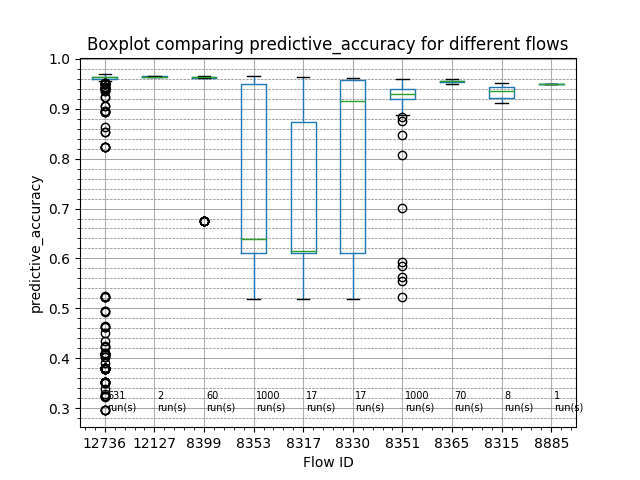 Boxplot comparing predictive_accuracy for different flows
predictive_accuracy
1.0
0.9
0.8
0.7
0.6
0.5
0.4
0.3
631 run(s)
2 run(s)
60 run(s)
1000 run(s)
17 run(s)
17 run(s)
1000 run(s)
70 run(s)
8 run(s)
1 run(s)
12736 12127 8399 8353 8317 8330 8351 8365 8315 8885
Flow ID